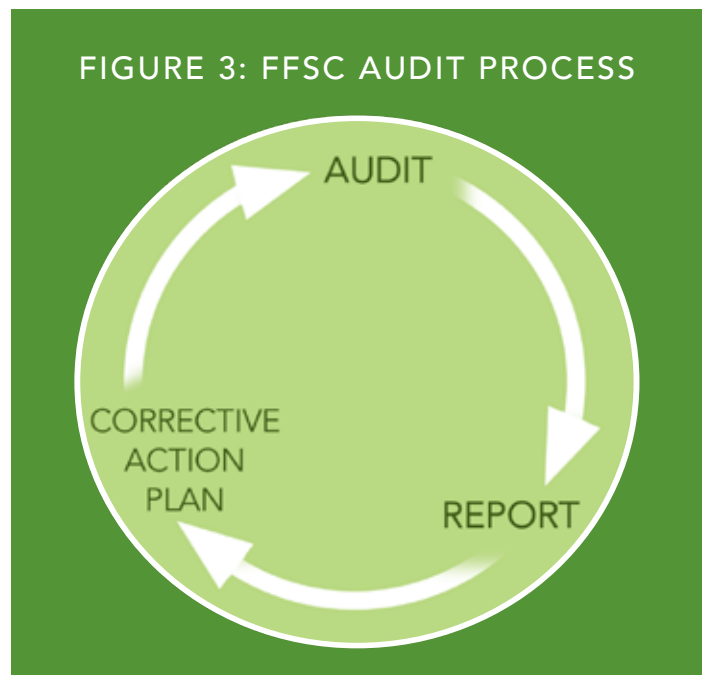 FIGURE 3: FFSC AUDIT PROCESS
AUDIT
CORRECTIVE
ACTION
PLAN
REPORT